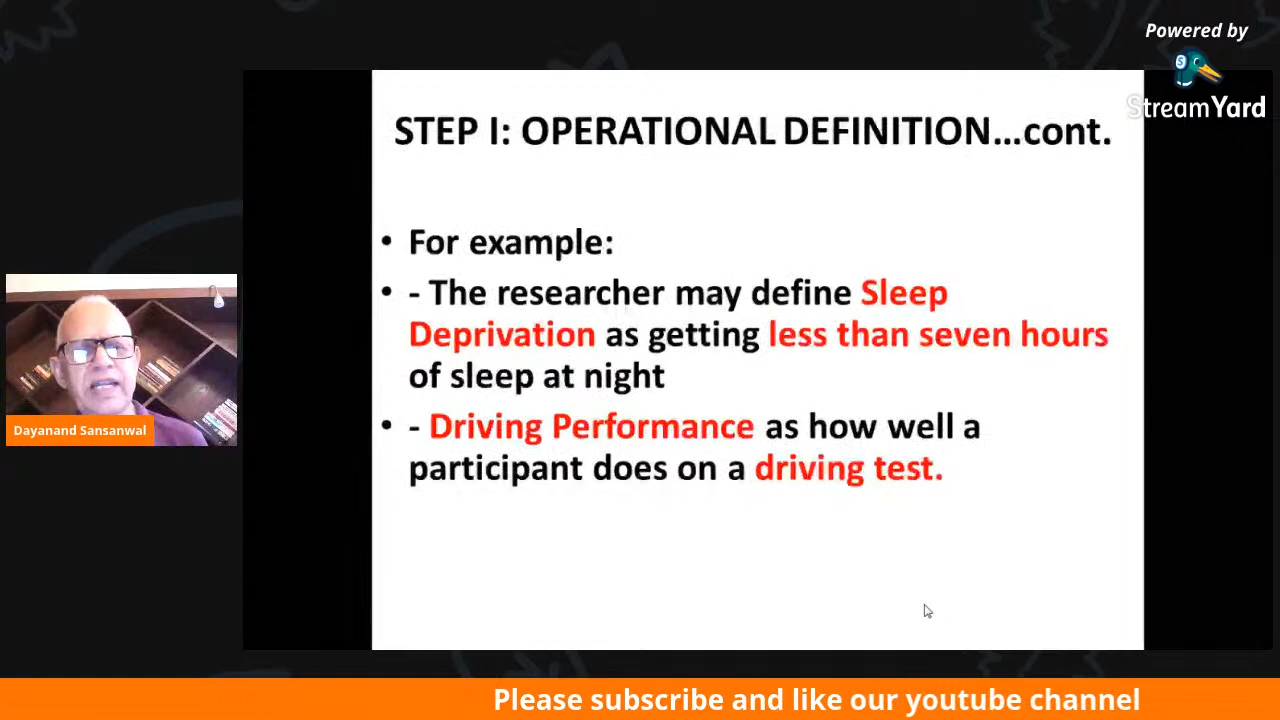 Powered by
StreamYard
STEP I: OPERATIONAL DEFINITION...cont.
• For example:
• - The researcher may define Sleep
Deprivation as getting less than seven hours
of sleep at night
• - Driving Performance as how well a
participant does on a driving test.
Dayanand Sansanwal
Please subscribe and like our youtube channel